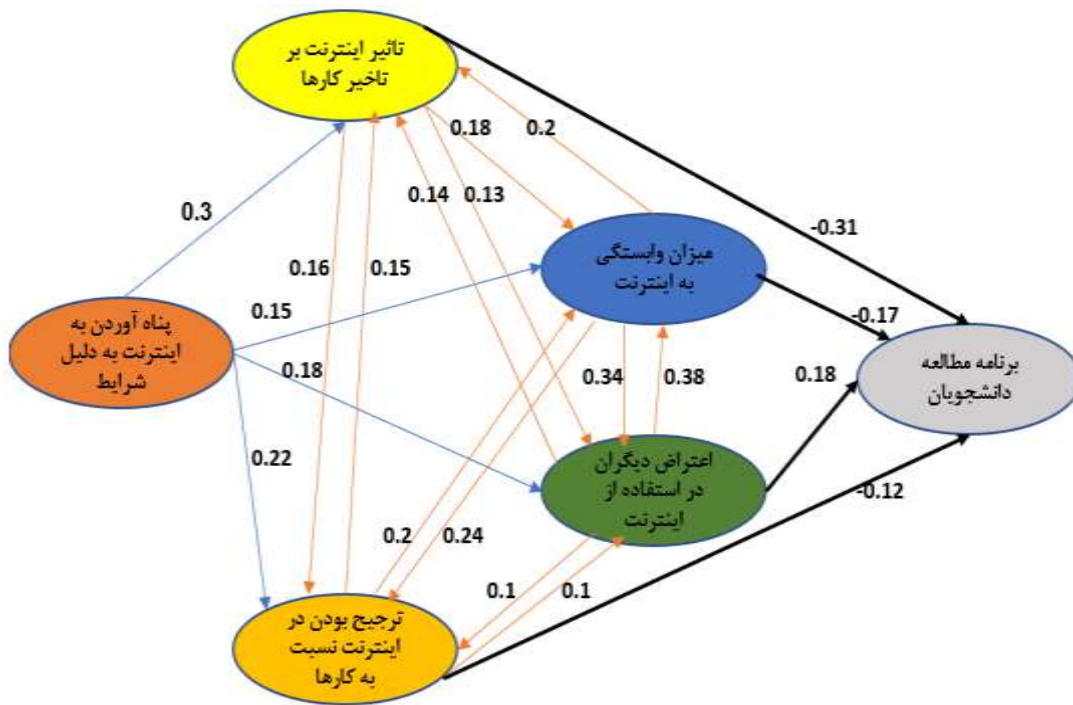 تاثیر اینترنت بر
تاخیر کارها
0.18
0.2
0.14
0.13
0.3
-0.31
میزان وابستگی
به اینترنت
0.16
0.15
0.15
-0.17
پناه آوردن به
اینترنت به دلیل
شرایط
برنامه مطالعه
دانشجویان
0.18
0.34
0.38
0.18
اعتراض دیگران
در استفاده از
اینترنت
0.22
-0.12
0.2
0.24
0.1
0.1
ترجیح بودن در
اینترنت نسبت
به کارها